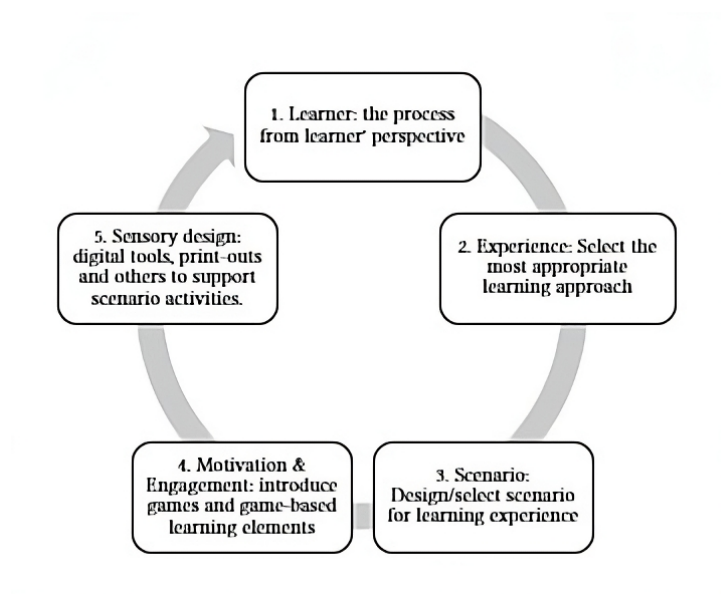 1. Learner: the process
from learner' perspective
2. Experience: Select the
most appropriate
learning approach
3. Scenario:
Design/select scenario
for learning experience
4. Motivation &
Engagement: introduce
games and game-based
learning elements
5. Sensory design:
digital tools, print-outs
and others to support
scenario activities.